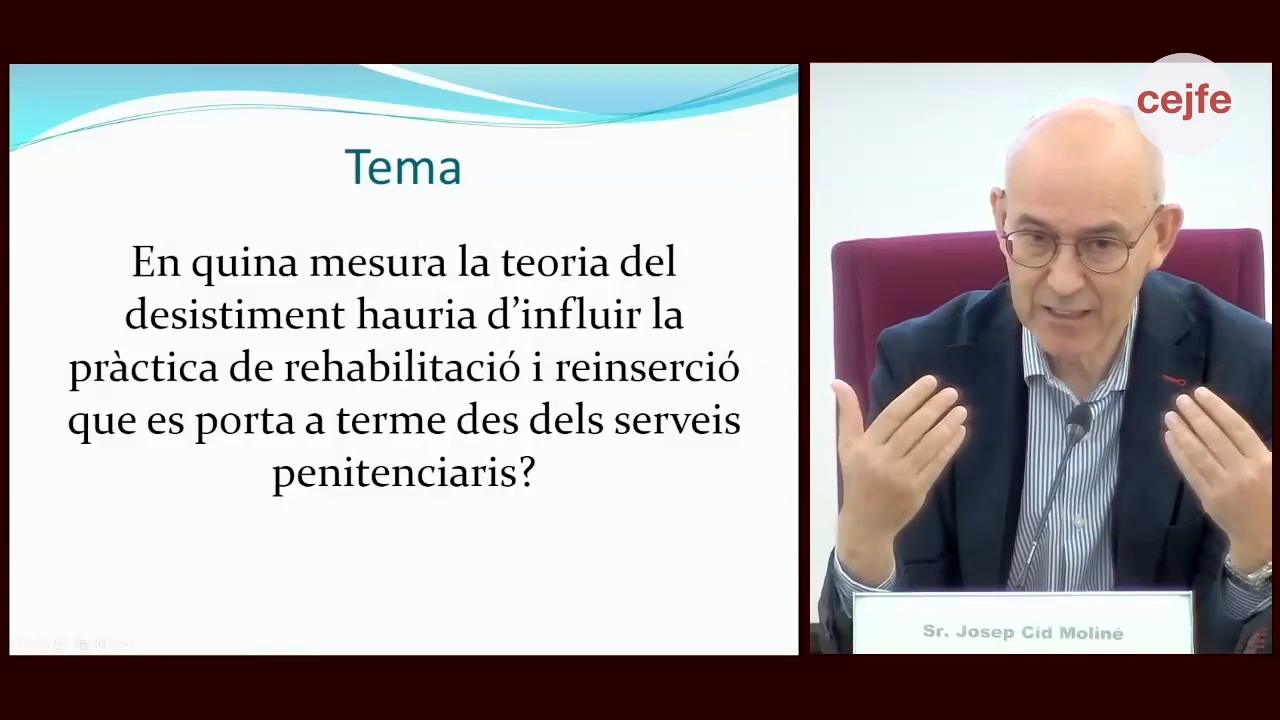 Tema
En quina mesura la teoria del
desistiment hauria d'influir la
pràctica de rehabilitació i reinserció
que es porta a terme des dels serveis
penitenciaris?
cejfe
Sr. Josep Cid Moliné